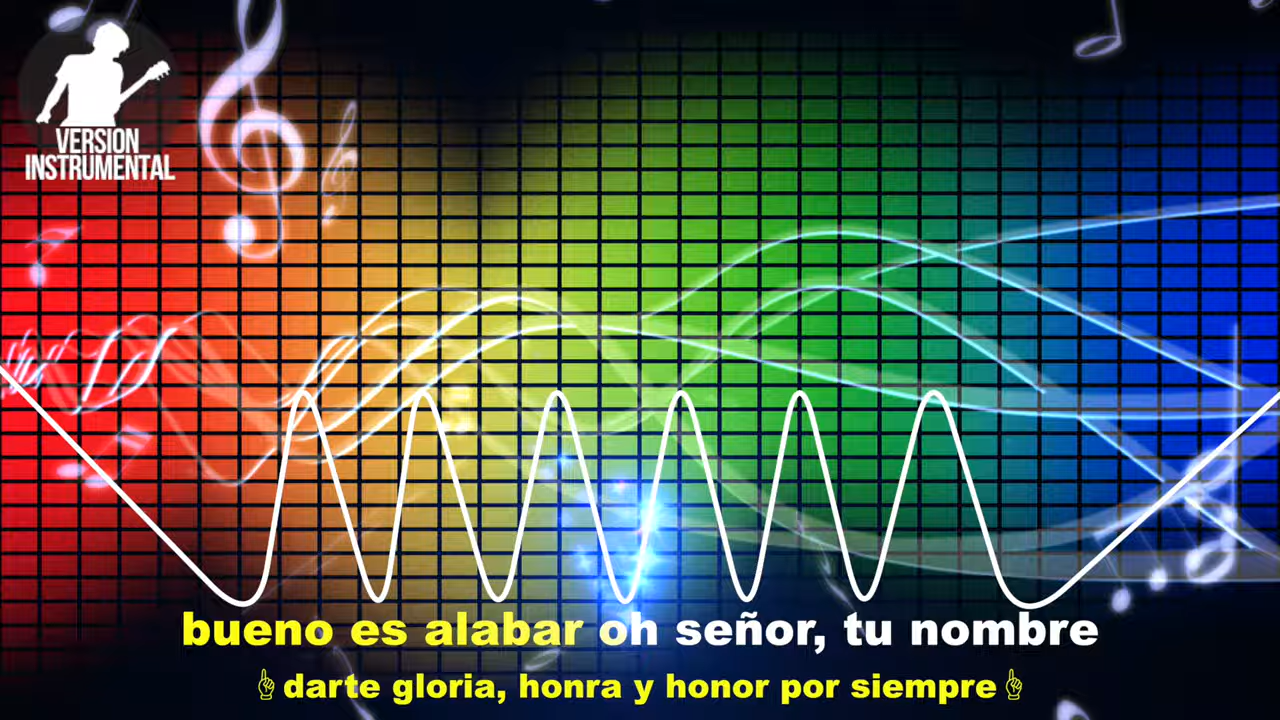 VERSION
INSTRUMENTAL
bueno es alabar oh señor, tu nombre
☝darte gloria, honra y honor por siempre☝